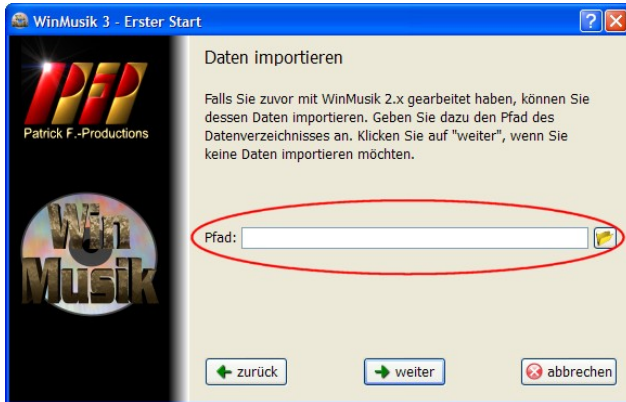 WinMusik 3 - Erster Start
PFP
Patrick F.-Productions
Win
Musik
Daten importieren
Falls Sie zuvor mit WinMusik 2.x gearbeitet haben, können Sie
dessen Daten importieren. Geben Sie dazu den Pfad des
Datenverzeichnisses an. Klicken Sie auf "weiter", wenn Sie
keine Daten importieren möchten.
Pfad:
zurück
weiter
abbrechen